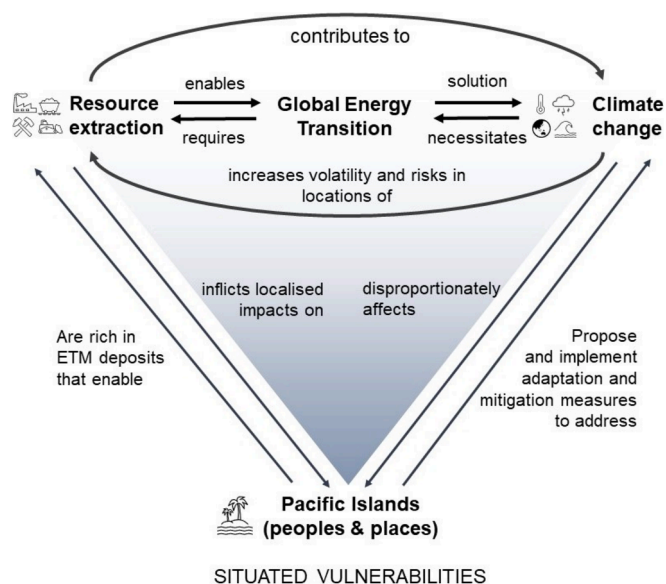 contributes to
Resource
extraction
enables
requires
Global Energy
Transition
solution
necessitates
Climate
change
increases volatility and risks in
locations of
inflicts localised
impacts on
disproportionately
affects
Are rich in
ETM deposits
that enable
Propose
and implement
adaptation and
mitigation measures
to address
Pacific Islands
(peoples & places)
SITUATED VULNERABILITIES